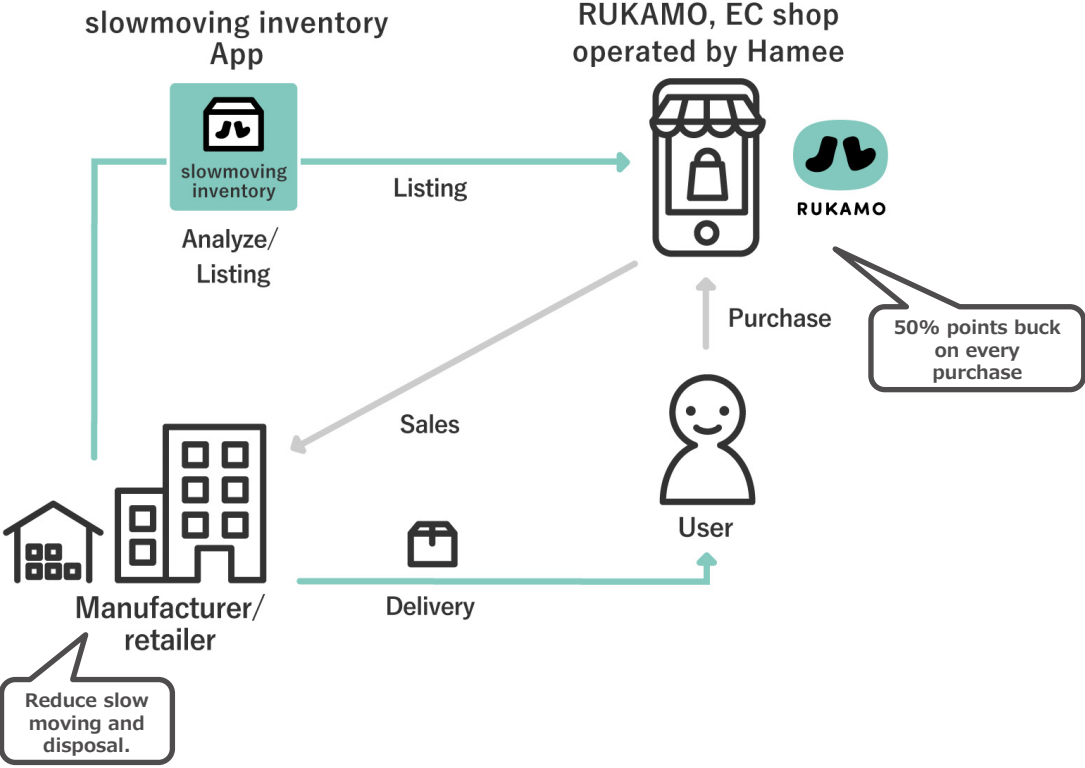 slowmoving inventory
App
RUKAMO, EC shop
operated by Hamee
slowmoving
inventory
Listing
RUKAMO
Analyze/
Listing
Purchase
50% points buck
on every
purchase
Sales
User
Delivery
Manufacturer/
retailer
Reduce slow
moving and
disposal.